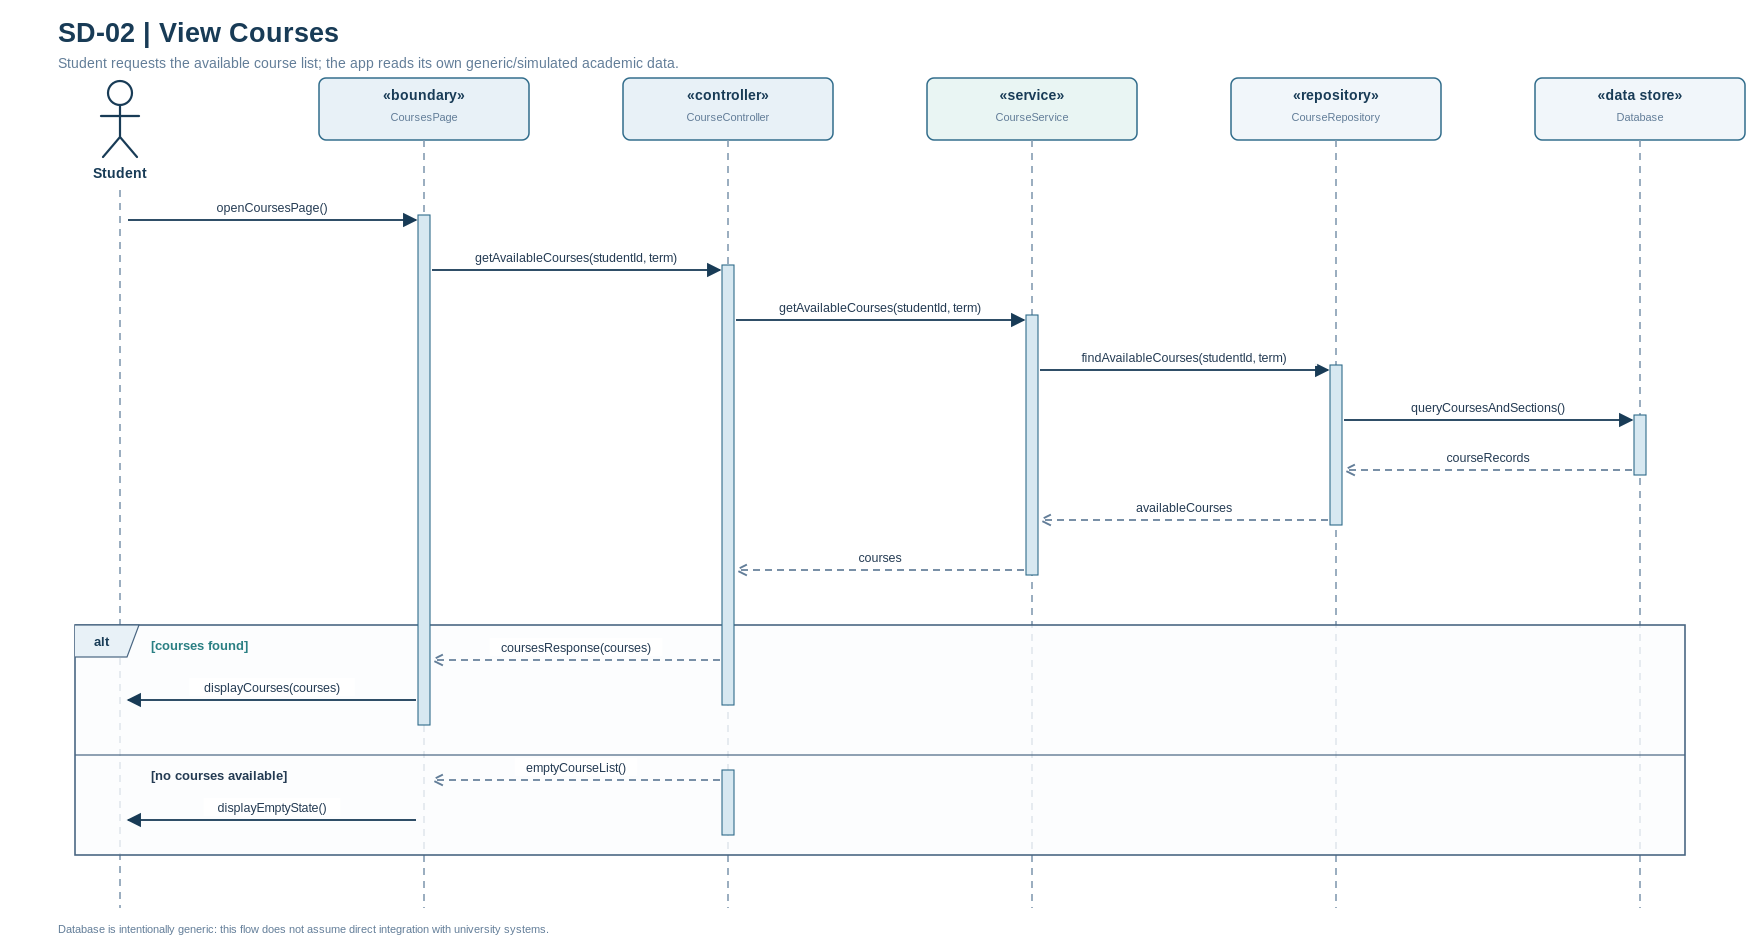 SD-02 | View Courses
Student requests the available course list; the app reads its own generic/simulated academic data.
«boundary»
CoursesPage
«controller»
CourseController
«service»
CourseService
«repository»
CourseRepository
«data store»
Database
Student
openCoursesPage()
getAvailableCourses(studentId, term)
getAvailableCourses(studentId, term)
findAvailableCourses(studentId, term)
queryCoursesAndSections()
courseRecords
availableCourses
courses
alt
[courses found]
coursesResponse(courses)
displayCourses(courses)
[no courses available]
emptyCourseList()
displayEmptyState()
Database is intentionally generic: this flow does not assume direct integration with university systems.